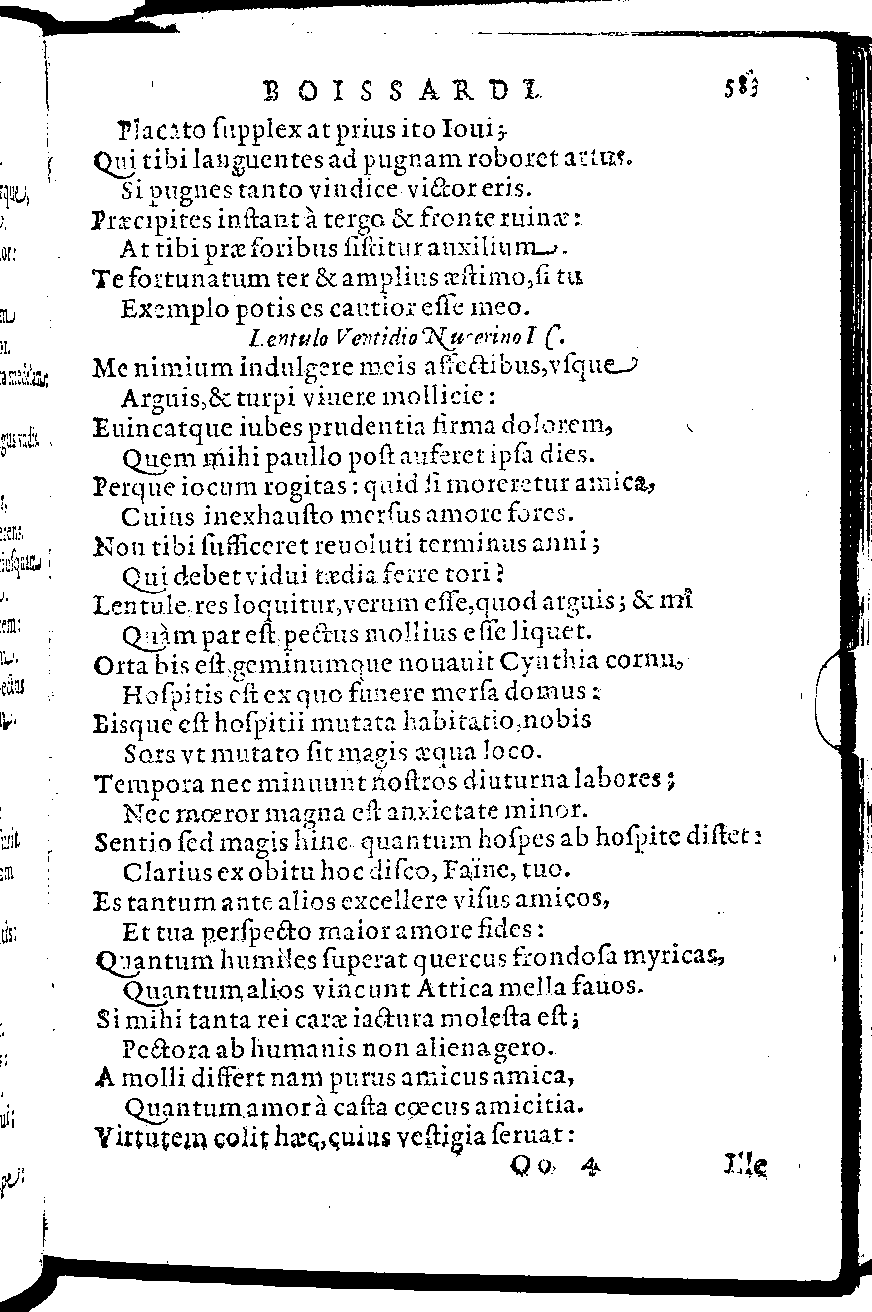 BOISSARDI. 583
Placato ſupplex at prius ito Ioui;
Qui tibi languentes ad pugnam roboret artus.
Si pugnes tanto vindice victor eris.
Præcipites inſtant à tergo & fronte ruinæ:
At tibi præ foribus ſiſtitur auxilium.
Te fortunatum ter & amplius æſtimo, ſi tu
Exemplo potis es cautior eſſe meo.
Lentulo Ventidio Nucerino I C.
Me nimium indulgere meis affectibus, vſque
Arguis, & turpi viuere mollicie:
Euincatque iubes prudentia firma dolorem,
Quem mihi paullo poſt auferet ipſa dies.
Perque iocum rogitas: quid ſi moreretur amica,
Cuius inexhauſto merſus amore fores.
Non tibi ſufficeret reuoluti terminus anni;
Qui debet vidui tædia ferre tori?
Lentule, res loquitur, verum eſſe, quod arguis; & mî
Quàm par eſt pectus mollius eſſe liquet.
Orta bis eſt, geminumque nouauit Cynthia cornu,
Hoſpitis eſt ex quo funere merſa domus:
Bisque eſt hoſpitii mutata habitatio, nobis
Sors vt mutato ſit magis æqua loco.
Tempora nec minuunt noſtros diuturna labores;
Nec mœror magna eſt anxietate minor.
Sentio ſed magis hinc quantum hoſpes ab hoſpite diſtet:
Clarius ex obitu hoc diſco, Faïne, tuo.
Es tantum ante alios excellere viſus amicos,
Et tua perſpecto maior amore fides:
Quantum humiles ſuperat quercus frondoſa myricas,
Quantum alios vincunt Attica mella fauos.
Si mihi tanta rei caræ iactura moleſta eſt;
Pectora ab humanis non aliena gero.
A molli differt nam purus amicus amica,
Quantum amor à caſta cœcus amicitia.
Virtutem colit hæc, cuius veſtigia ſeruat:
Oo 4 Ille